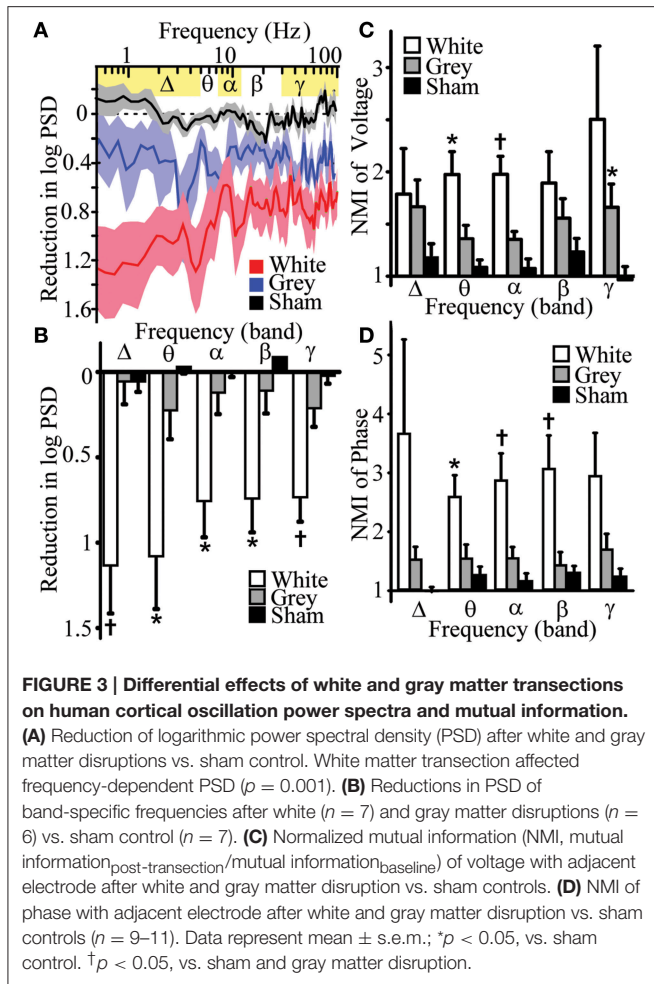 A
Frequency (Hz)
1 10 100
Δ θ α β γ
0
0.4
0.8
1.2
1.6
Reduction in log PSD
White
Grey
Sham
B
Frequency (band)
Δ θ α β γ
0
0.5
1
1.5
Reduction in log PSD
† * * * †
White
Grey
Sham
C
White
Grey
Sham
NMI of Voltage
3
2
1
* † *
Δ θ α β γ
Frequency (band)
D
White
Grey
Sham
NMI of Phase
5
3
2
1
* † †
Δ θ α β γ
Frequency (band)
FIGURE 3 | Differential effects of white and gray matter transections
on human cortical oscillation power spectra and mutual information.
(A) Reduction of logarithmic power spectral density (PSD) after white and gray
matter disruptions vs. sham control. White matter transection affected
frequency-dependent PSD (p = 0.001). (B) Reductions in PSD of
band-specific frequencies after white (n = 7) and gray matter disruptions (n =
6) vs. sham control (n = 7). (C) Normalized mutual information (NMI, mutual
information post-transection/mutual information baseline) of voltage with adjacent
electrode after white and gray matter disruption vs. sham controls. (D) NMI of
phase with adjacent electrode after white and gray matter disruption vs. sham
controls (n = 9–11). Data represent mean ± s.e.m.; *p < 0.05, vs. sham
control. †p < 0.05, vs. sham and gray matter disruption.